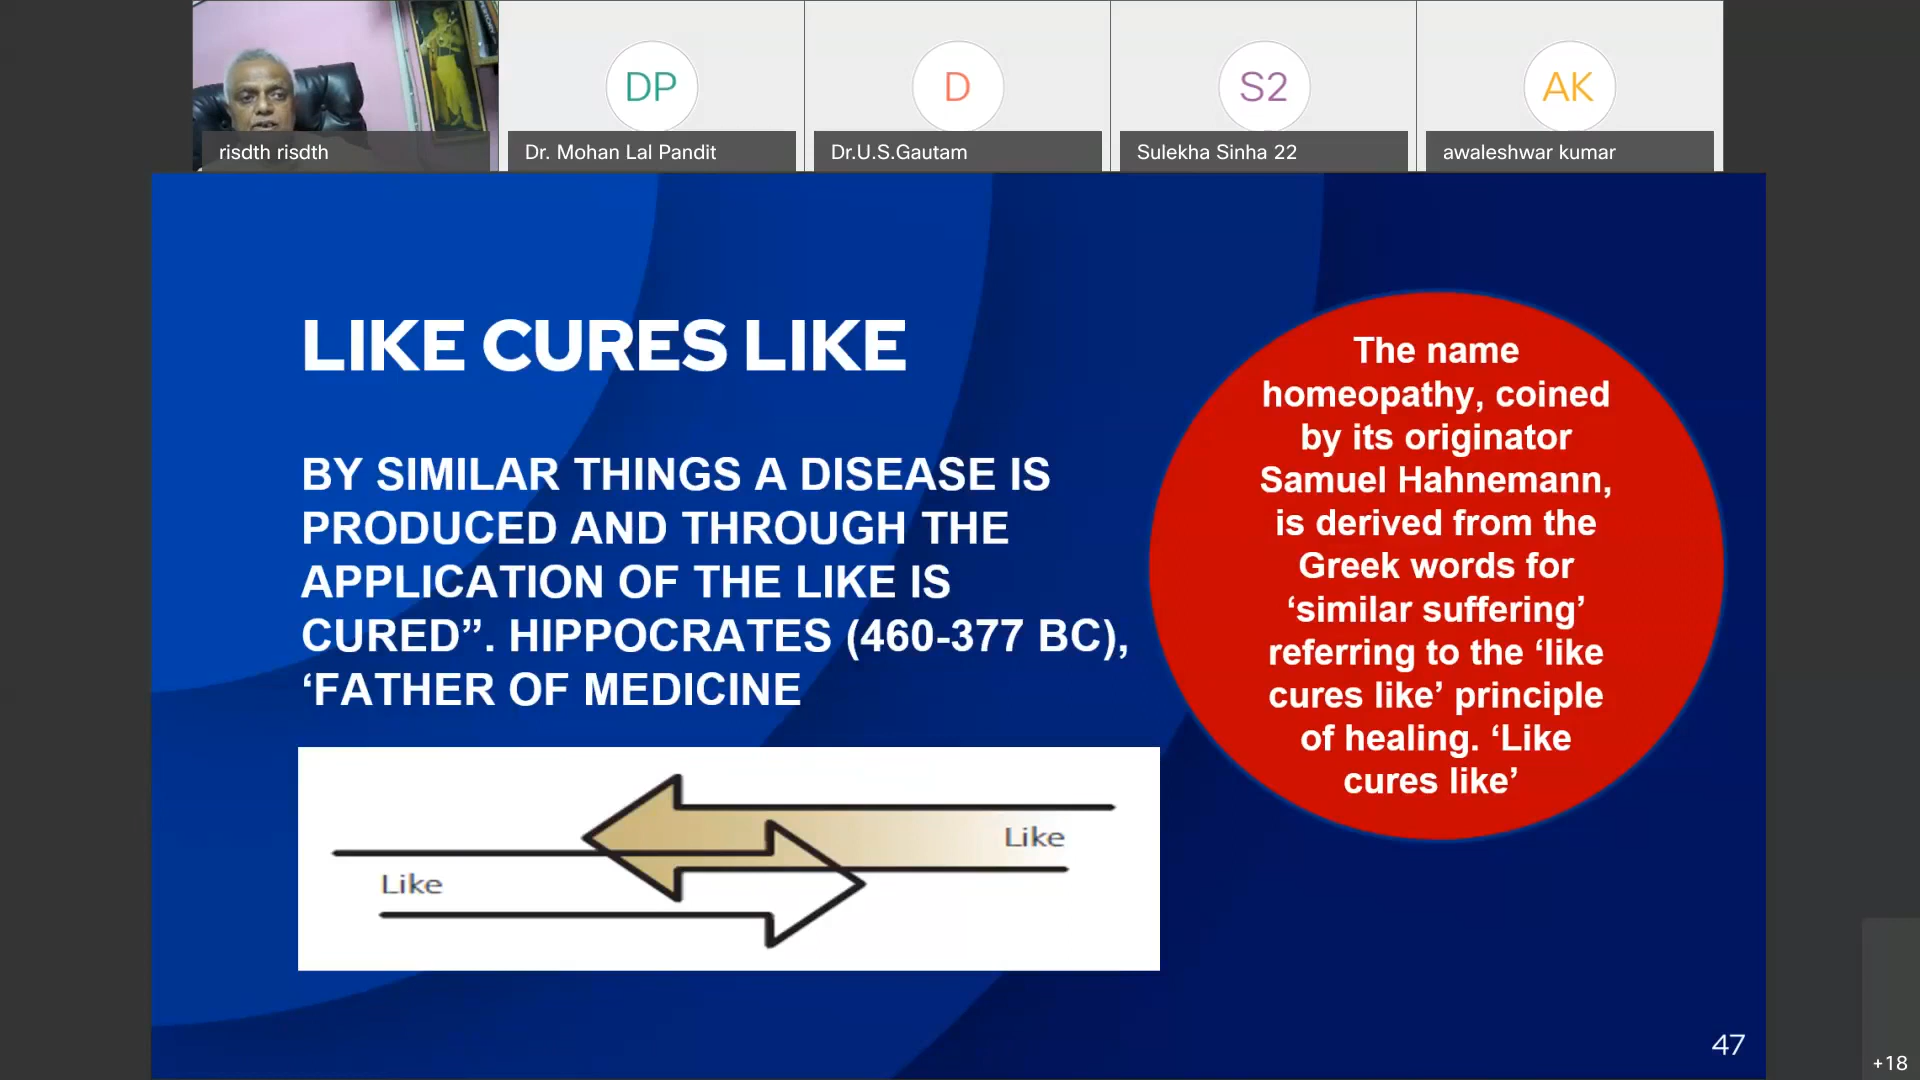 DP
D
S2
AK
risdth risdth
Dr. Mohan Lal Pandit
Dr.U.S.Gautam
Sulekha Sinha 22
awaleshwar kumar
LIKE CURES LIKE
BY SIMILAR THINGS A DISEASE IS
PRODUCED AND THROUGH THE
APPLICATION OF THE LIKE IS
CURED”. HIPPOCRATES (460-377 BC),
‘FATHER OF MEDICINE
The name
homeopathy, coined
by its originator
Samuel Hahnemann,
is derived from the
Greek words for
‘similar suffering’
referring to the ‘like
cures like’ principle
of healing. ‘Like
cures like’
Like
Like
47
+18